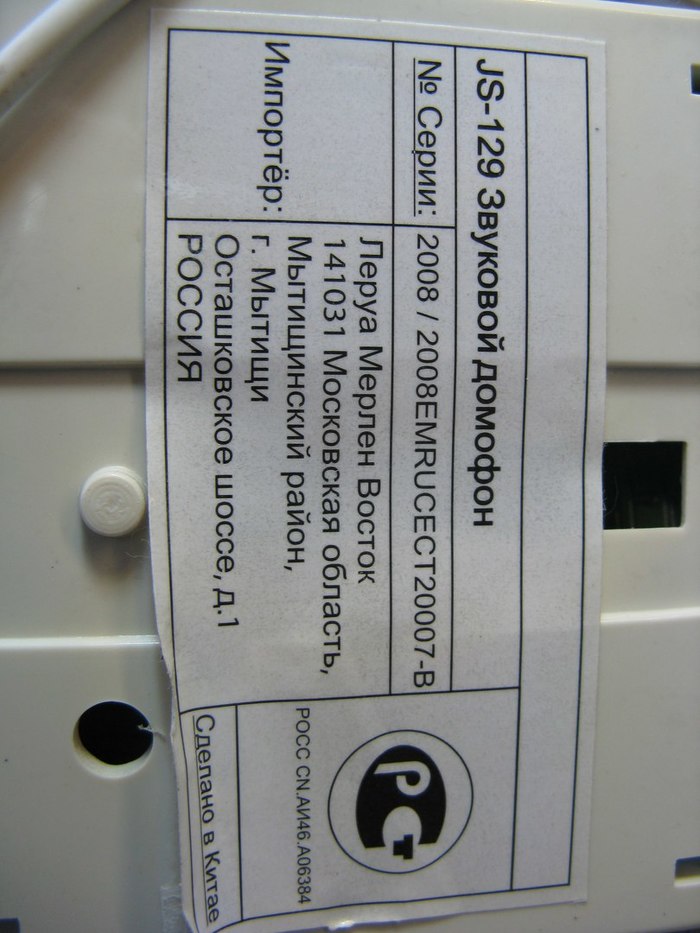 JS-129 Звуковой домофон
№ Серии: 2008 / 2008EMRUCECT20007-B
Импортёр:
Леруа Мерлен Восток
141031 Московская область,
Мытищинский район,
г. Мытищи
Осташковское шоссе, д.1
РОССИЯ
РСТ
РОСС CN.АИ46.А06384
Сделано в Китае